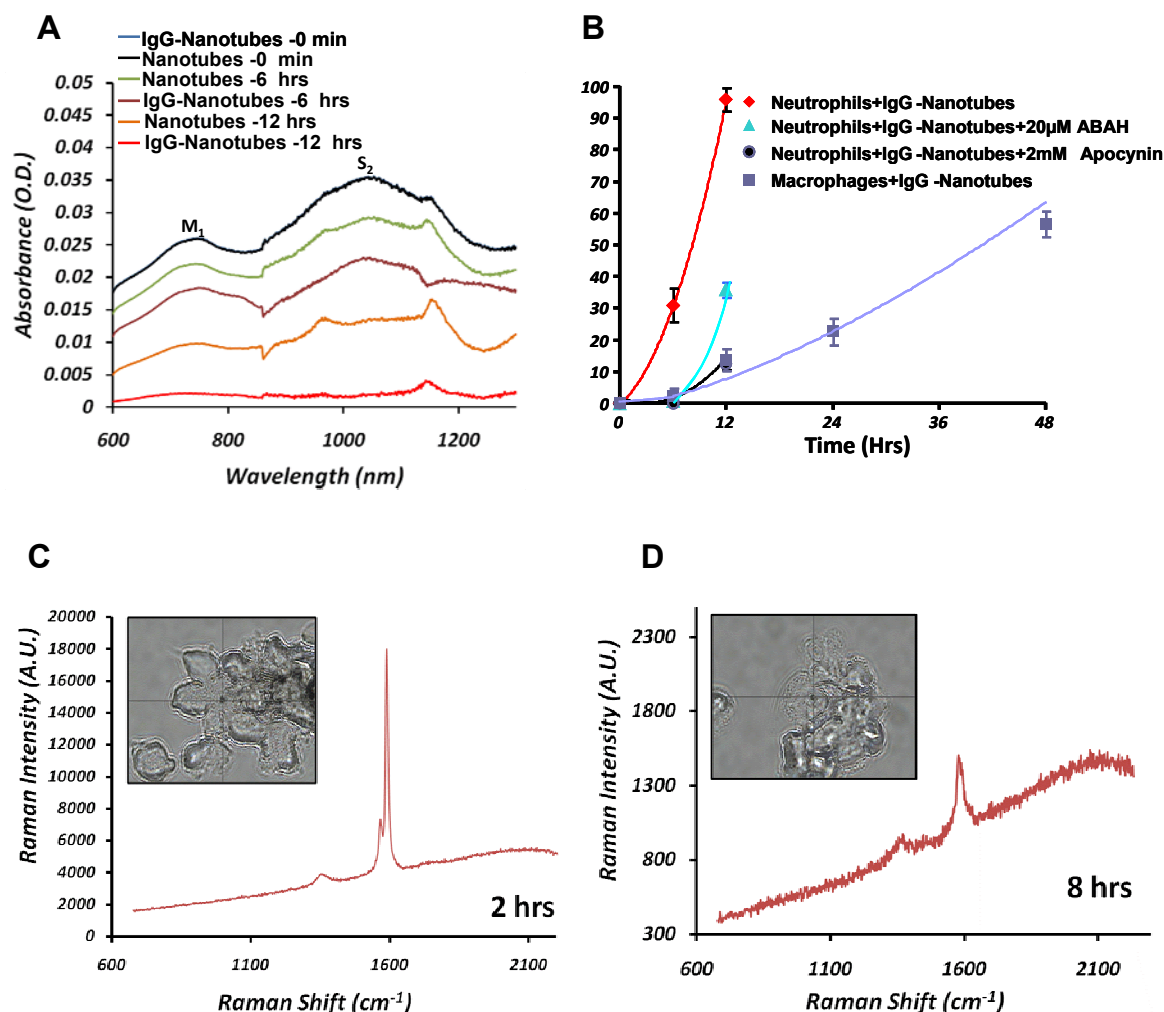 A
IgG-Nanotubes -0 min
Nanotubes -0 min
Nanotubes -6 hrs
IgG-Nanotubes -6 hrs
Nanotubes -12 hrs
IgG-Nanotubes -12 hrs
0.05
0.045
0.04
0.035
0.03
0.025
0.02
0.015
0.01
0.005
0
Absorbance (O.D.)
M1
S2
600
800
1000
1200
Wavelength (nm)
B
100
90
80
70
60
50
40
30
20
10
0
Neutrophils+IgG -Nanotubes
Neutrophils+IgG -Nanotubes+20µM ABAH
Neutrophils+IgG -Nanotubes+2mM Apocynin
Macrophages+IgG -Nanotubes
0
12
24
36
48
Time (Hrs)
C
20000
18000
16000
14000
12000
10000
8000
6000
4000
2000
0
Raman Intensity (A.U.)
2 hrs
600
1100
1600
2100
Raman Shift (cm-1)
D
2300
1800
1300
800
300
Raman Intensity (A.U.)
8 hrs
600
1100
1600
2100
Raman Shift (cm-1)